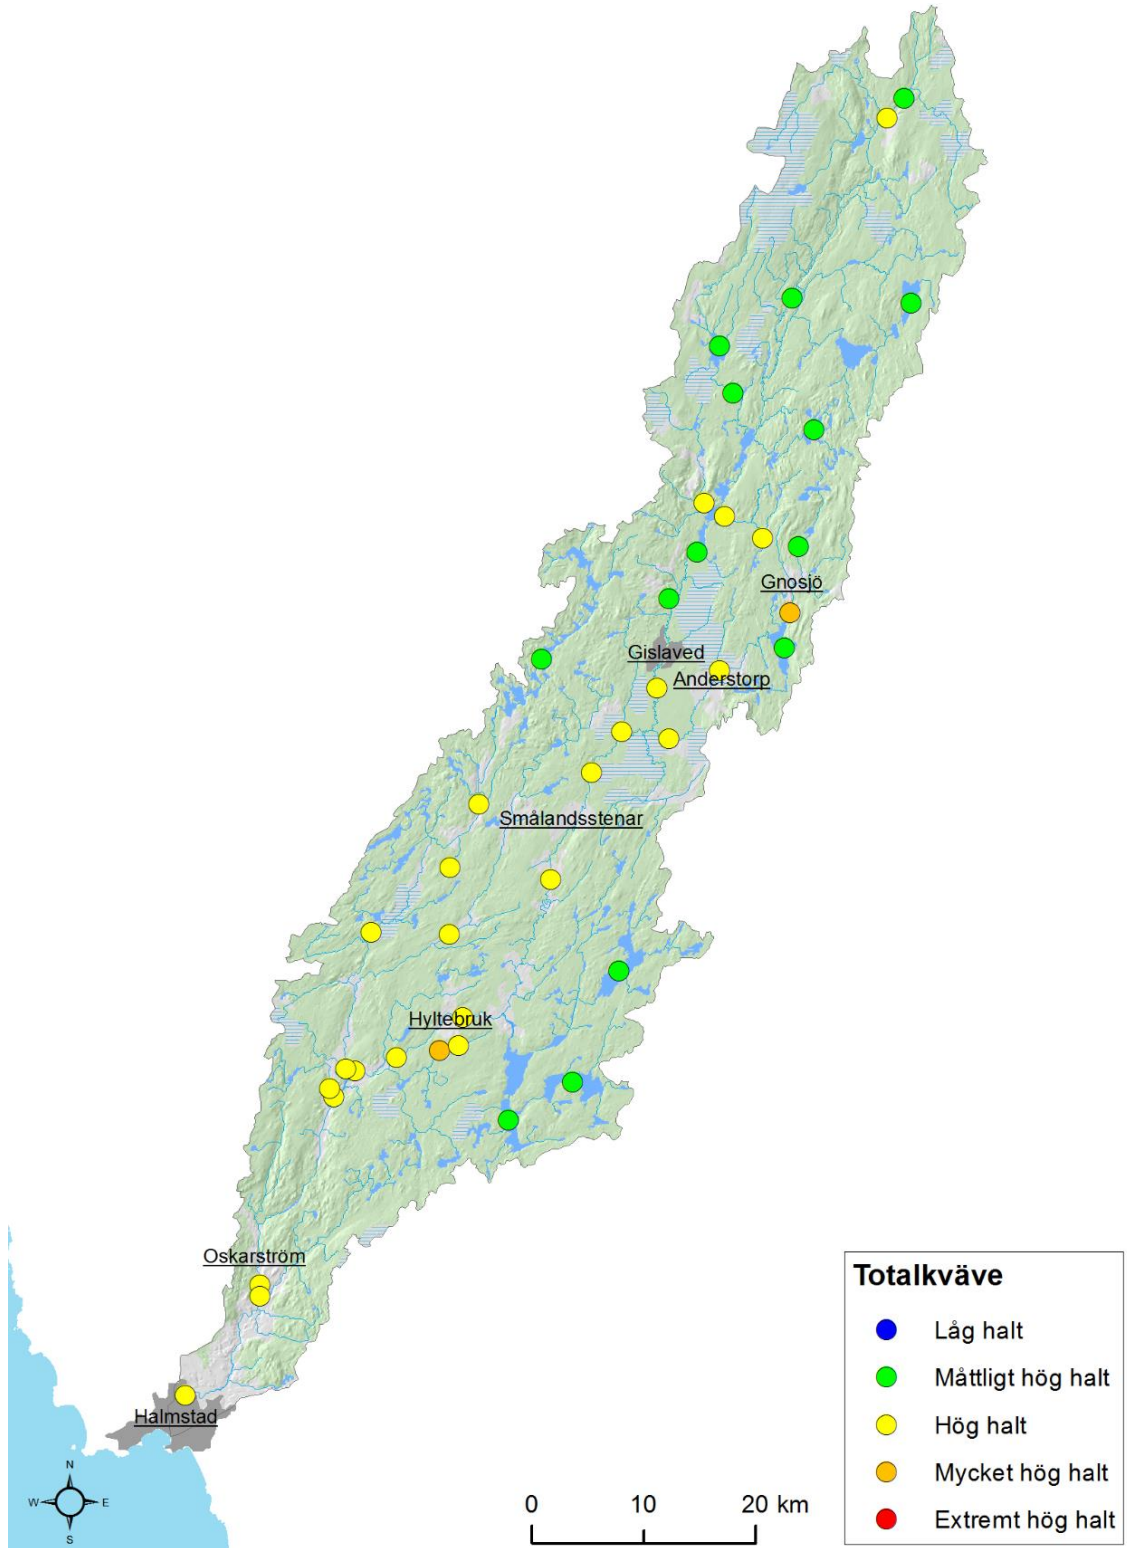 Gnosjö
Gislaved
Anderstorp
Smålandsstenar
Hyltebruk
Oskarström
Halmstad
N
W
E
S
0
10
20 km
Totalkväve
Låg halt
Måttligt hög halt
Hög halt
Mycket hög halt
Extremt hög halt